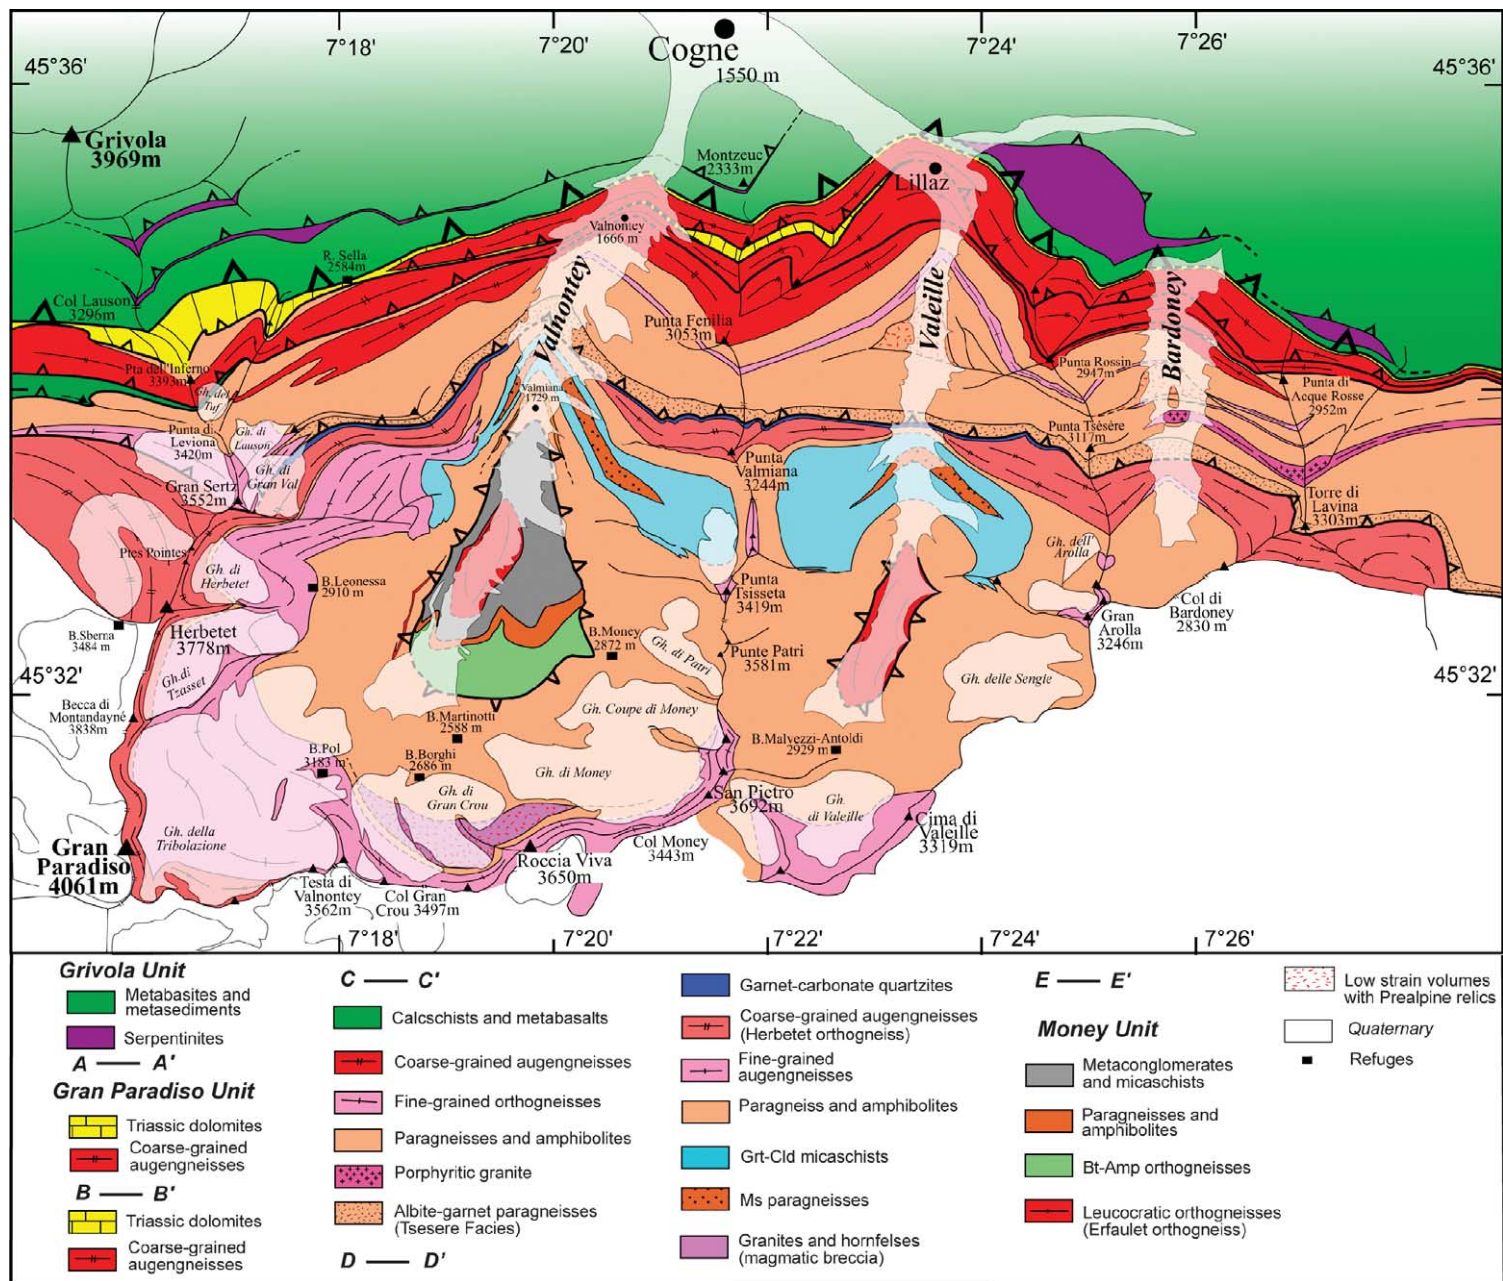 7°18'
7°20'
7°24'
7°26'
Cogne
1550 m
45°36'
45°36'
Grivola
3969m
Montzeuc
2333m
Lillaz
Valnontey
1666 m
R. Sella
2584m
Col Lauson
3296m
Valnontey
Valeille
Bardoney
Punta Fenilia
3053m
Pta dell'Inferno
3393m
Gh. del
Tuf
Punta Rossin
2947m
Punta di
Acque Rosse
2952m
Valmiana
1729 m
Punta di
Leviona
3420m
Gh. di
Lauson
Gh. di
Gran Val
Punta Tsésère
3117m
Punta
Valmiana
3244m
Gran Sertz
3552m
Torre di
Lavina
3303m
Ptes Pointes
Gh. di
Herbetet
Gh. dell'
Arolla
B.Leonessa
2910 m
Punta
Tsisseta
3419m
Col di
Bardoney
2830 m
Gran
Arolla
3246m
B.Sberna
3484 m
Herbetet
3778m
B.Money
2872 m
Gh. di Patri
Punte Patri
3581m
45°32'
45°32'
Gh.di
Tzasset
Gh. delle Sengie
Becca di
Montandayné
3838m
Gh. Coupe di Money
B.Martinotti
2588 m
B.Malvezzi-Antoldi
2929 m
B.Pol
3183 m
B.Borghi
2686 m
Gh. di Money
Gh. di
Gran Crou
San Pietro
3692m
Gh.
di Valeille
Cima di
Valeille
3319m
Gh. della
Tribolazione
Gran
Paradiso
4061m
Col Money
3443m
Roccia Viva
3650m
Testa di
Valnontey
3562m
Col Gran
Crou 3497m
7°18'
7°20'
7°22'
7°24'
7°26'
Grivola Unit
Metabasites and
metasediments
Serpentinites
A — A'
Gran Paradiso Unit
Triassic dolomites
Coarse-grained
augengneisses
B — B'
Triassic dolomites
Coarse-grained
augengneisses
C — C'
Calcschists and metabasalts
Coarse-grained augengneisses
Fine-grained orthogneisses
Paragneisses and amphibolites
Porphyritic granite
Albite-garnet paragneisses
(Tsesere Facies)
D — D'
Garnet-carbonate quartzites
Coarse-grained augengneisses
(Herbetet orthogneiss)
Fine-grained
augengneisses
Paragneiss and amphibolites
Grt-Cld micaschists
Ms paragneisses
Granites and hornfelses
(magmatic breccia)
E — E'
Money Unit
Metaconglomerates
and micaschists
Paragneisses and
amphibolites
Bt-Amp orthogneisses
Leucocratic orthogneisses
(Erfaulet orthogneiss)
Low strain volumes
with Prealpine relics
Quaternary
Refuges